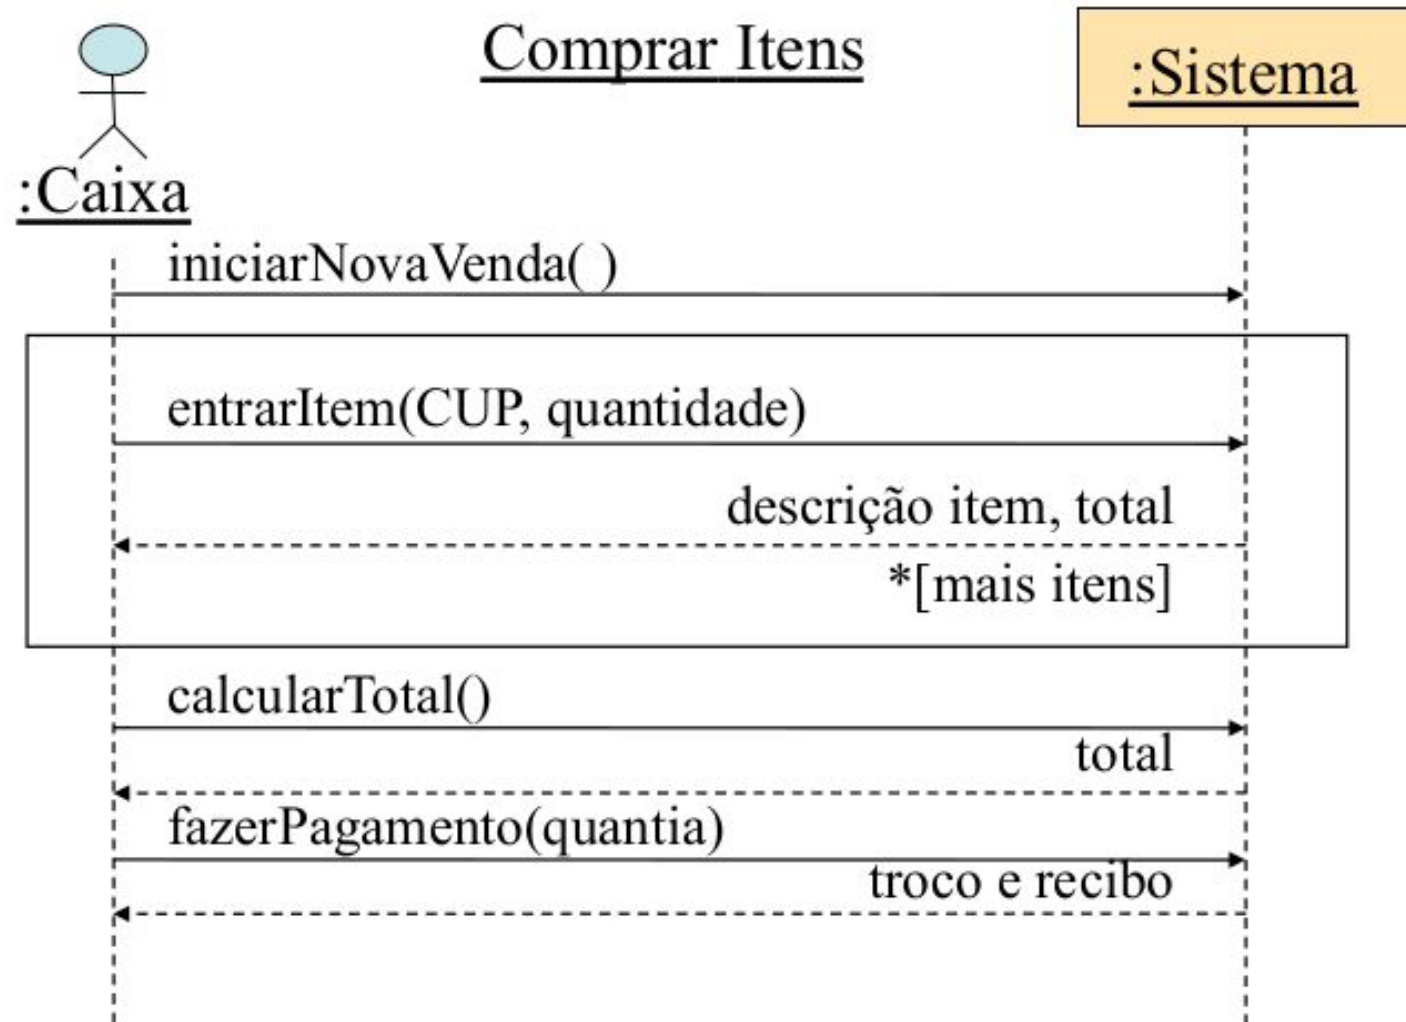 Comprar Itens
:Sistema
:Caixa
iniciarNovaVenda( )
entrarItem(CUP, quantidade)
descrição item, total
*[mais itens]
calcularTotal()
total
fazerPagamento(quantia)
troco e recibo